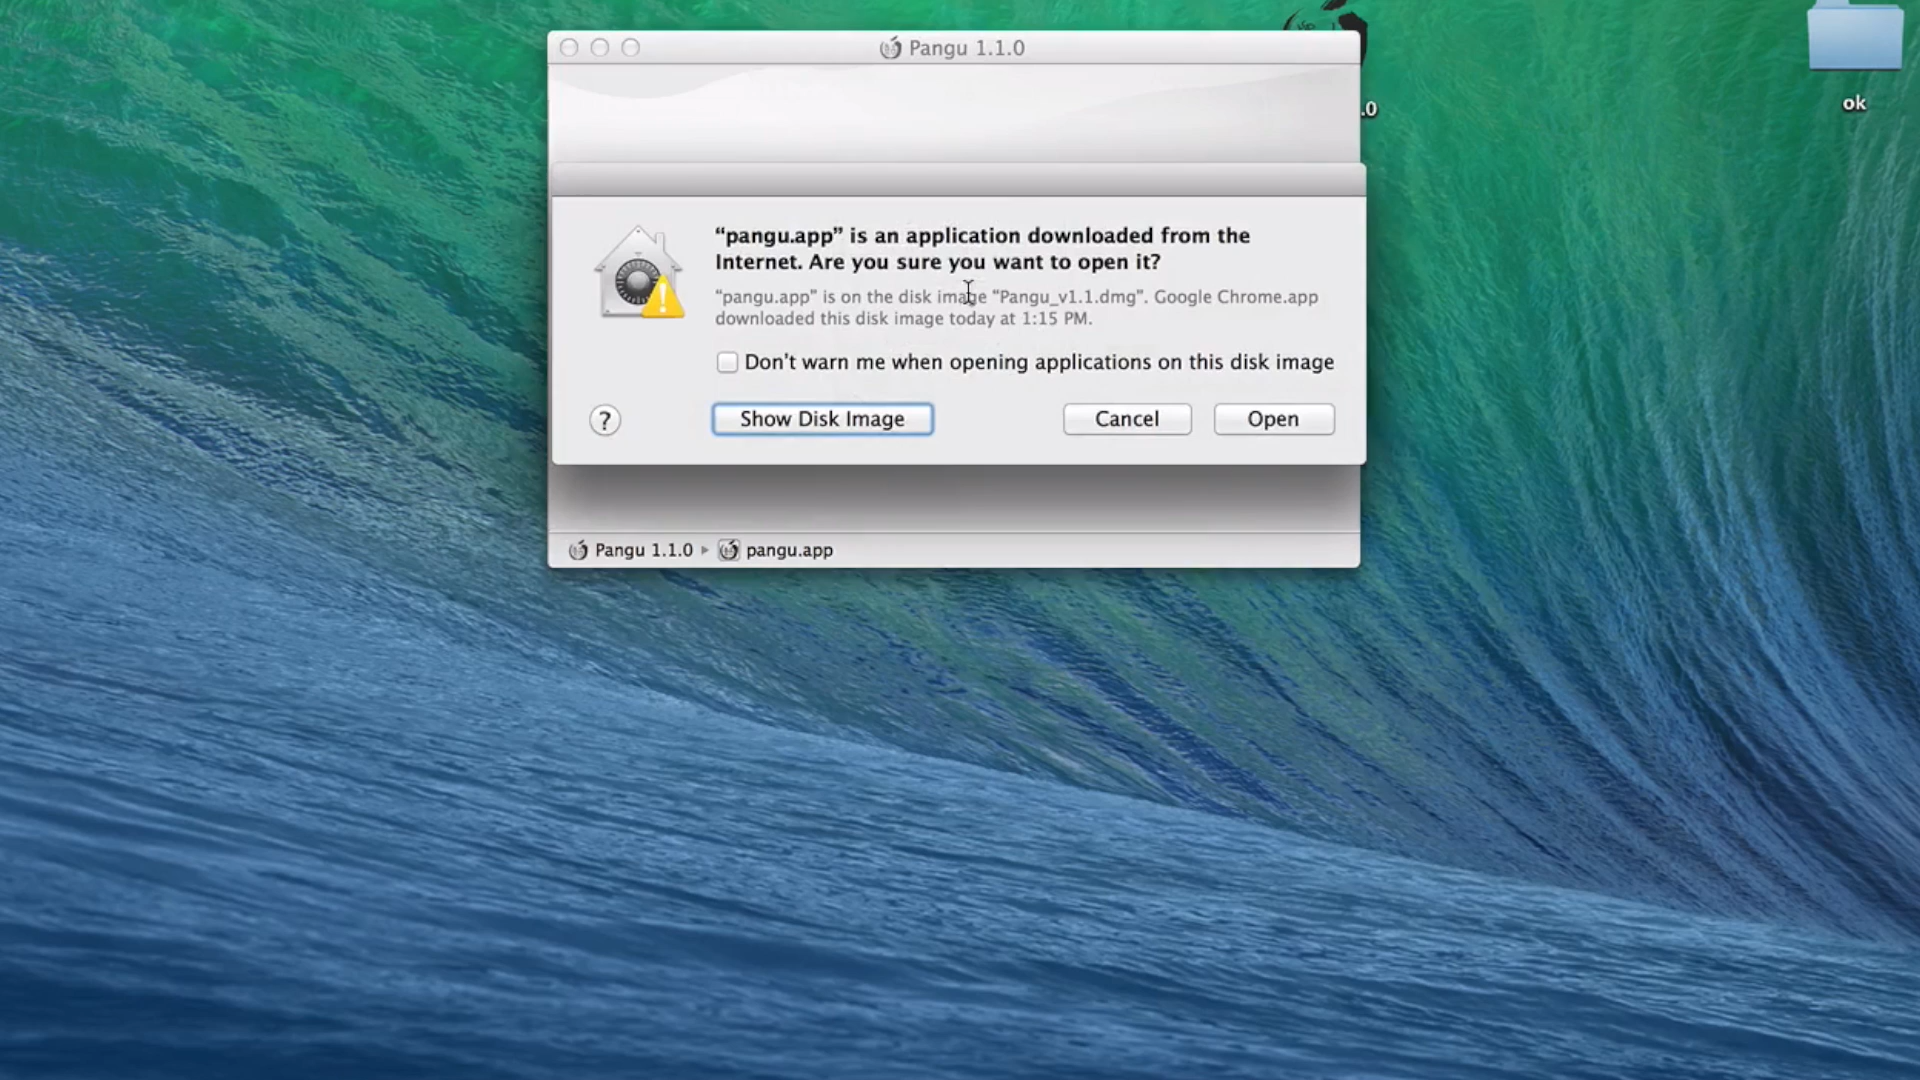 Pangu 1.1.0
.0
ok
“pangu.app” is an application downloaded from the
Internet. Are you sure you want to open it?
“pangu.app” is on the disk image “Pangu_v1.1.dmg”. Google Chrome.app
downloaded this disk image today at 1:15 PM.
Don’t warn me when opening applications on this disk image
?
Show Disk Image
Cancel
Open
Pangu 1.1.0 ▸ pangu.app